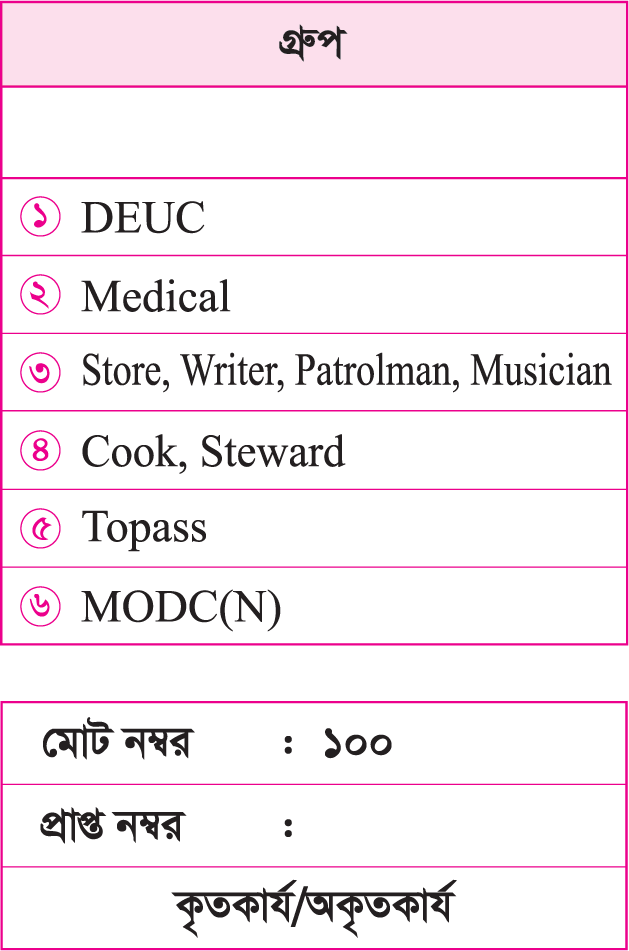 গ্রুপ
১ DEUC
২ Medical
৩ Store, Writer, Patrolman, Musician
৪ Cook, Steward
৫ Topass
৬ MODC(N)
মোট নম্বর : ১০০
প্রাপ্ত নম্বর :
কৃতকার্য/অকৃতকার্য